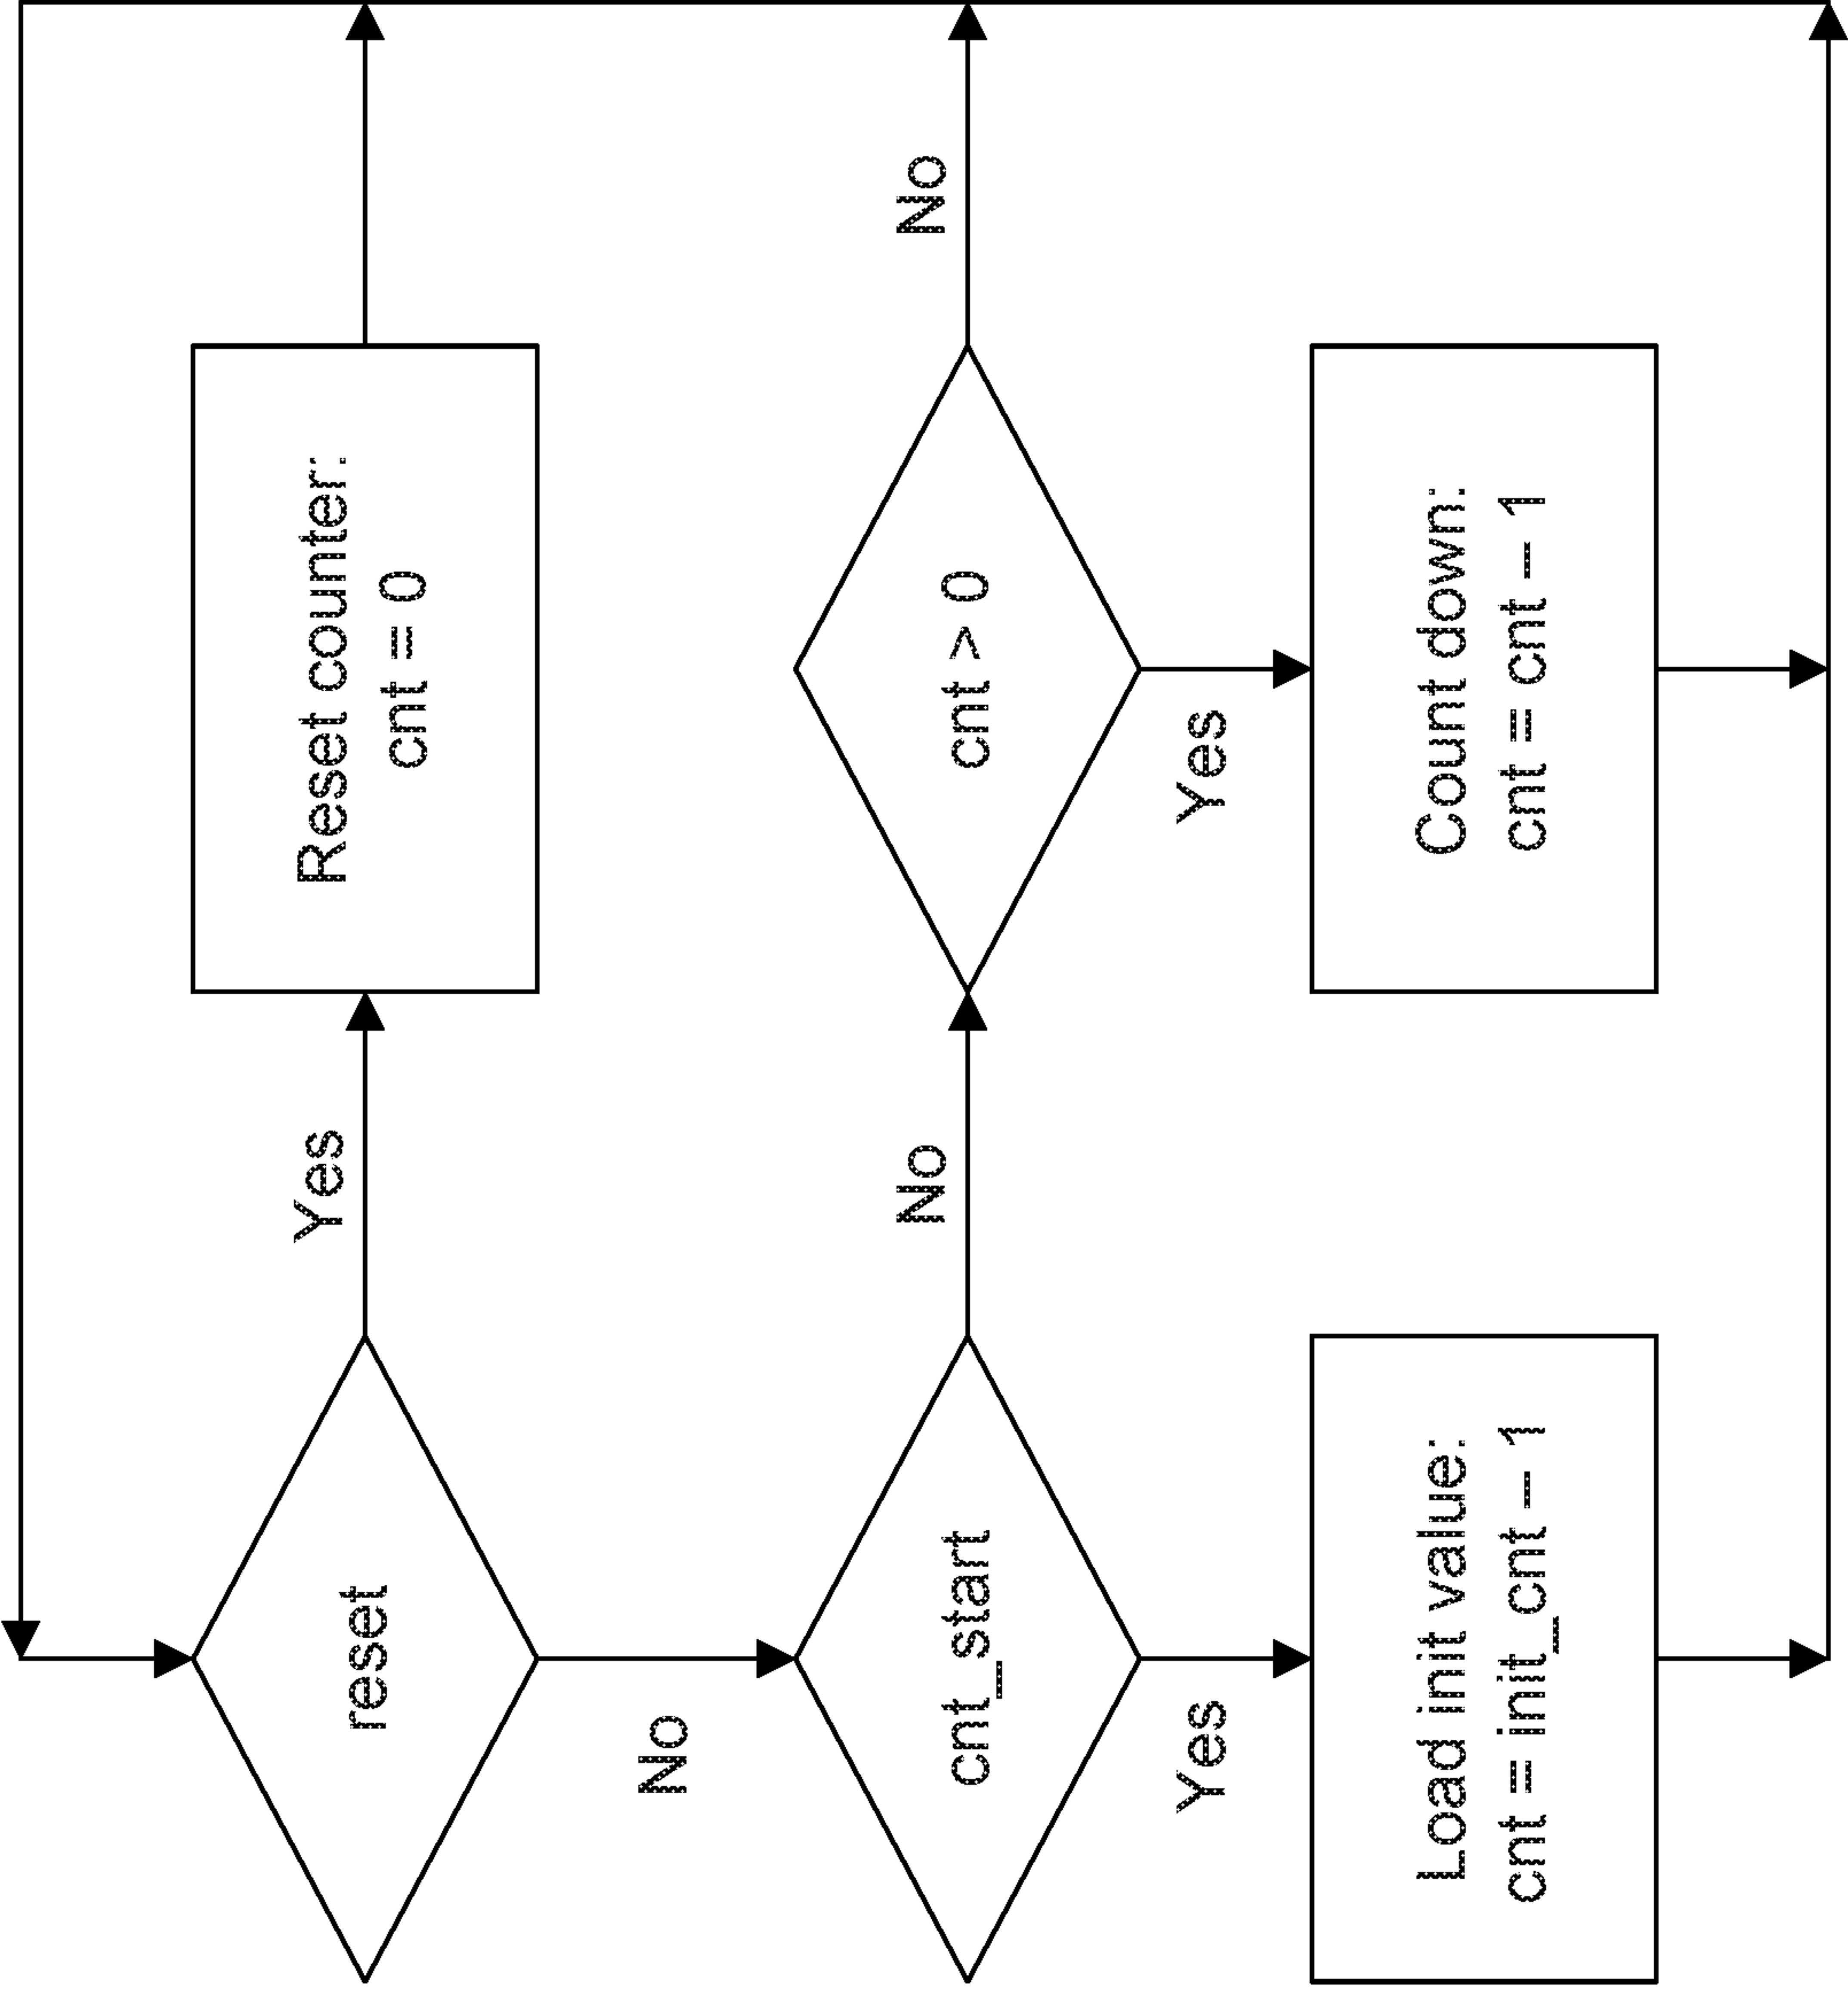 reset
Yes
Reset counter:
cnt = 0
No
cnt_start
No
cnt > 0
No
Yes
Load init value:
cnt = init_cnt – 1
Yes
Count down:
cnt = cnt – 1